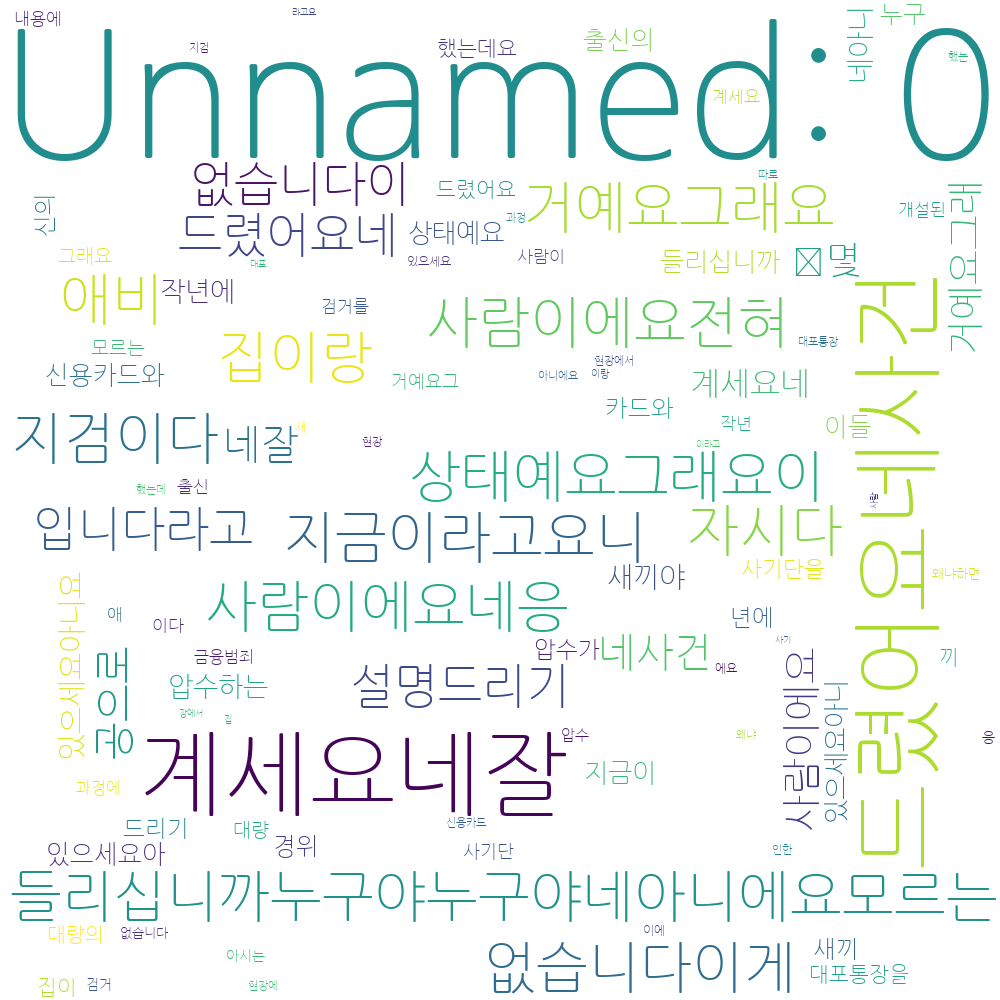 내용에
라고요
지검
했는데요
출신의
네아니
누구
했는
Unnamed: 0
계세요
없습니다이
드렸어요
따로
거예요그래요
신의
드렸어요네
상태예요
과정
개설된
거예요그래
그래요
대포
있으세요
사람이
들리십니까
몇
애비
작년에
검거를
사람이에요전혀
드렸어요네사건
모르는
집이랑
대포통장
신용카드와
거예요그
현장에서
아니에요
이랑
계세요네
카드와
작년
이들
지검이다
네잘
새
현장
이라고
상태예요그래요이
했는데
출신
사람
입니다라고
지금이라고요니
자시다
있으세요아니요
사람이에요네응
새끼야
사기단을
왜냐하면
애
이다
년에
사기
공이로
금융범죄
압수가
네사건
에요
끼
압수하는
설명드리기
사람이에요
있으세요아니
장에서
집
계세요네잘
압수
왜냐
응
지금이
과정에
드리기
대량
신용카드
있으세요아
경위
사기단
인한
들리십니까누구야누구야네아니에요모르는
대량의
없습니다
이에
없습니다이게
새끼
아시는
대포통장을
집이
검거
현장에